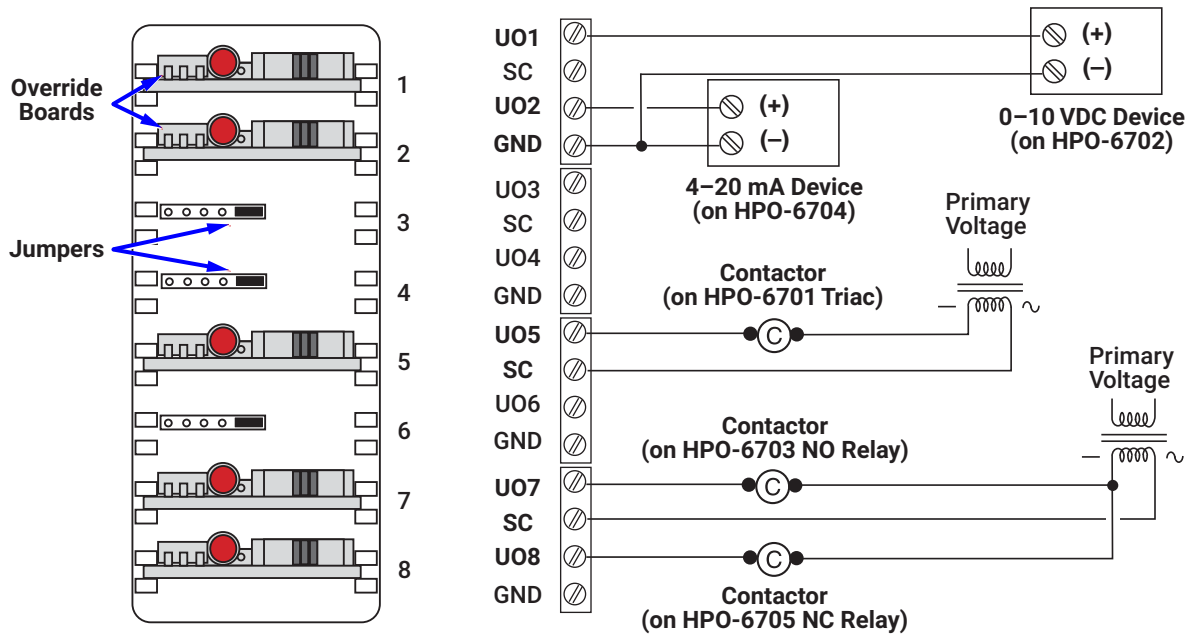 Override
Boards
Jumpers
1
2
3
4
5
6
7
8
UO1
SC
UO2
GND
UO3
SC
UO4
GND
UO5
SC
UO6
GND
UO7
SC
UO8
GND
(+)
(–)
0–10 VDC Device
(on HPO-6702)
(+)
(–)
4–20 mA Device
(on HPO-6704)
Primary
Voltage
Contactor
(on HPO-6701 Triac)
C
– ~
Primary
Voltage
Contactor
(on HPO-6703 NO Relay)
– ~
C
C
Contactor
(on HPO-6705 NC Relay)